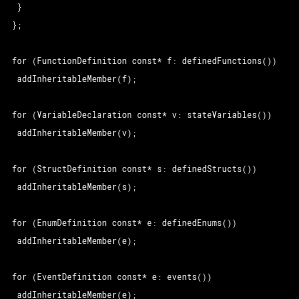 }
};
for (FunctionDefinition const* f: definedFunctions())
addInheritableMember(f);
for (VariableDeclaration const* v: stateVariables())
addInheritableMember(v);
for (StructDefinition const* s: definedStructs())
addInheritableMember(s);
for (EnumDefinition const* e: definedEnums())
addInheritableMember(e);
for (EventDefinition const* e: events())
addInheritableMember(e);